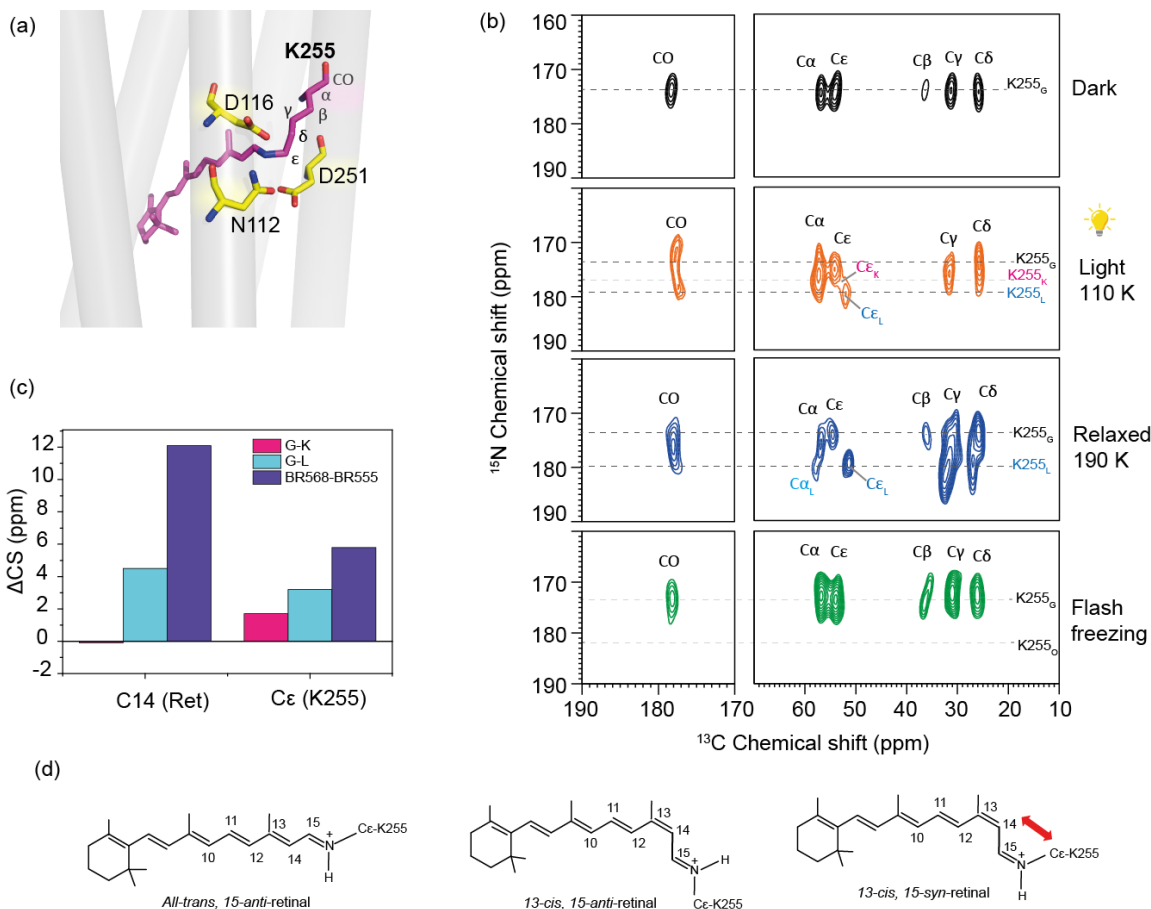 (a)
K255
CO
α
β
γ
δ
ε
D116
D251
N112
(b)
160
170
180
190
CO
Cα
Cε
Cβ
Cγ
Cδ
K255G
Dark
170
180
190
CO
Cα
Cε
CεK
CεL
Cγ
Cδ
K255G
K255K
K255L
Light
110 K
170
180
190
CO
Cα
Cε
CαL
CεL
Cβ
Cγ
Cδ
K255G
K255L
Relaxed
190 K
170
180
190
CO
Cα
Cε
Cβ
Cγ
Cδ
K255G
K255O
Flash
freezing
190
180
170
60
50
40
30
20
10
15N Chemical shift (ppm)
13C Chemical shift (ppm)
(c)
12
10
8
6
4
2
0
-2
ΔCS (ppm)
G-K
G-L
BR568-BR555
C14 (Ret)
Cε (K255)
(d)
11
13
15
Cε-K255
10
12
14
+
N
H
All-trans, 15-anti-retinal
11
13
14
10
12
15
+
N
H
Cε-K255
13-cis, 15-anti-retinal
11
13
14
10
12
15
Cε-K255
+
N
H
13-cis, 15-syn-retinal